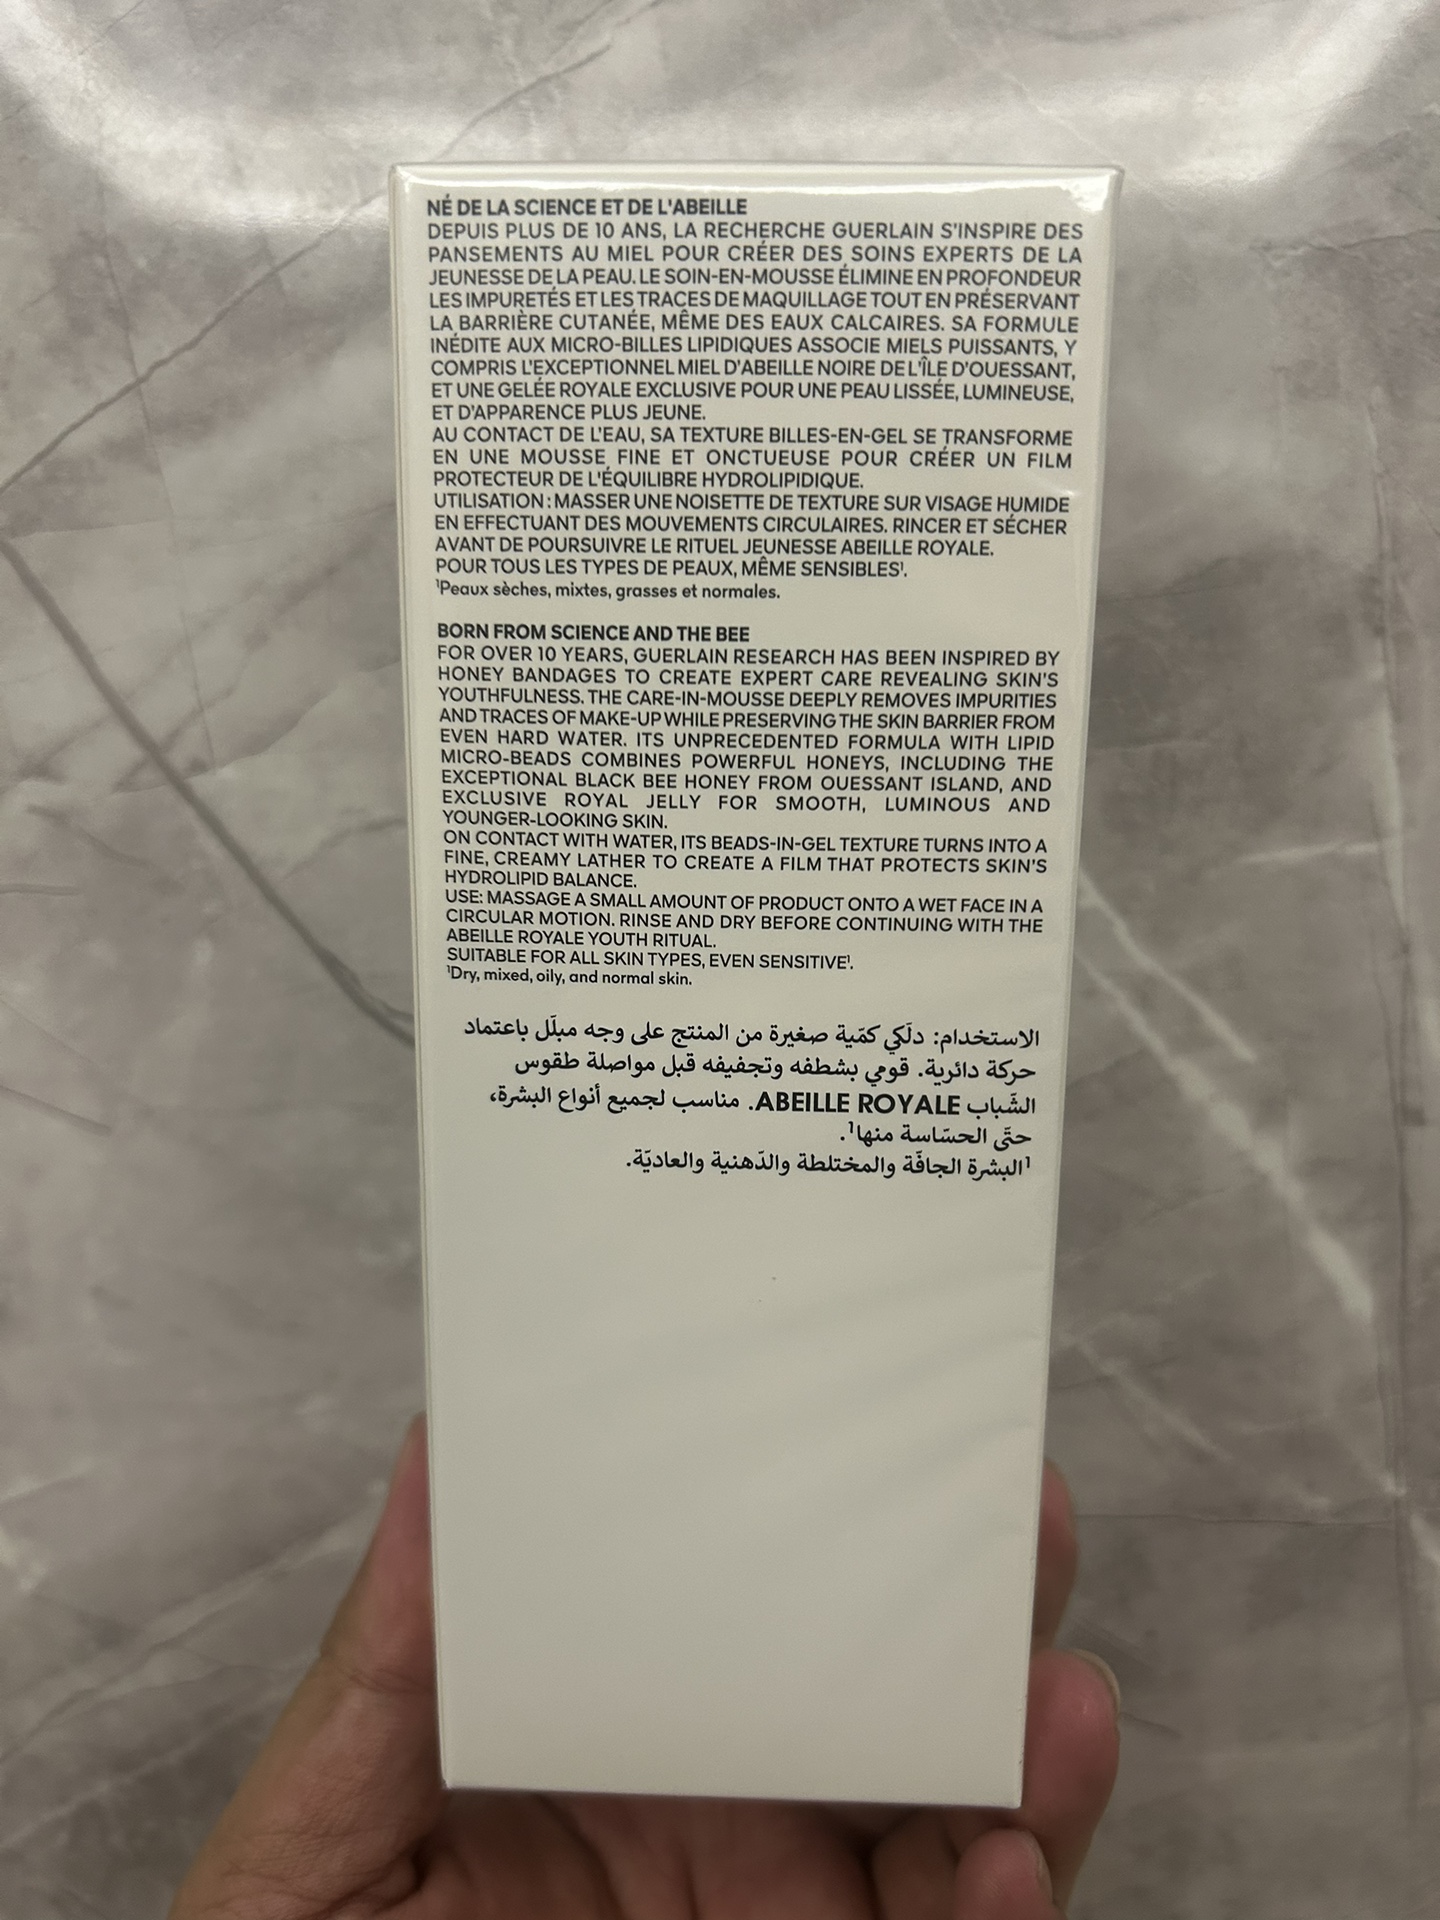 NÉ DE LA SCIENCE ET DE L'ABEILLE
DEPUIS PLUS DE 10 ANS, LA RECHERCHE GUERLAIN S'INSPIRE DES
PANSEMENTS AU MIEL POUR CRÉER DES SOINS EXPERTS DE LA
JEUNESSE DE LA PEAU. LE SOIN-EN-MOUSSE ÉLIMINE EN PROFONDEUR
LES IMPURETÉS ET LES TRACES DE MAQUILLAGE TOUT EN PRÉSERVANT
LA BARRIÈRE CUTANÉE, MÊME DES EAUX CALCAIRES. SA FORMULE
INÉDITE AUX MICRO-BILLES LIPIDIQUES ASSOCIE MIELS PUISSANTS, Y
COMPRIS L'EXCEPTIONNEL MIEL D'ABEILLE NOIRE DE L'ÎLE D'OUESSANT,
ET UNE GELÉE ROYALE EXCLUSIVE POUR UNE PEAU LISSÉE, LUMINEUSE,
ET D'APPARENCE PLUS JEUNE.
AU CONTACT DE L'EAU, SA TEXTURE BILLES-EN-GEL SE TRANSFORME
EN UNE MOUSSE FINE ET ONCTUEUSE POUR CRÉER UN FILM
PROTECTEUR DE L'ÉQUILIBRE HYDROLIPIDIQUE.
UTILISATION : MASSER UNE NOISETTE DE TEXTURE SUR VISAGE HUMIDE
EN EFFECTUANT DES MOUVEMENTS CIRCULAIRES. RINCER ET SÉCHER
AVANT DE POURSUIVRE LE RITUEL JEUNESSE ABEILLE ROYALE.
POUR TOUS LES TYPES DE PEAUX, MÊME SENSIBLES¹.
¹Peaux sèches, mixtes, grasses et normales.
BORN FROM SCIENCE AND THE BEE
FOR OVER 10 YEARS, GUERLAIN RESEARCH HAS BEEN INSPIRED BY
HONEY BANDAGES TO CREATE EXPERT CARE REVEALING SKIN'S
YOUTHFULNESS. THE CARE-IN-MOUSSE DEEPLY REMOVES IMPURITIES
AND TRACES OF MAKE-UP WHILE PRESERVING THE SKIN BARRIER FROM
EVEN HARD WATER. ITS UNPRECEDENTED FORMULA WITH LIPID
MICRO-BEADS COMBINES POWERFUL HONEYS, INCLUDING THE
EXCEPTIONAL BLACK BEE HONEY FROM OUESSANT ISLAND, AND
EXCLUSIVE ROYAL JELLY FOR SMOOTH, LUMINOUS AND
YOUNGER-LOOKING SKIN.
ON CONTACT WITH WATER, ITS BEADS-IN-GEL TEXTURE TURNS INTO A
FINE, CREAMY LATHER TO CREATE A FILM THAT PROTECTS SKIN'S
HYDROLIPID BALANCE.
USE: MASSAGE A SMALL AMOUNT OF PRODUCT ONTO A WET FACE IN A
CIRCULAR MOTION. RINSE AND DRY BEFORE CONTINUING WITH THE
ABEILLE ROYALE YOUTH RITUAL.
SUITABLE FOR ALL SKIN TYPES, EVEN SENSITIVE¹.
¹Dry, mixed, oily, and normal skin.
الاستخدام: دلّكي كمّية صغيرة من المنتج على وجه مبلّل باعتماد
حركة دائرية. قومي بشطفه وتجفيفه قبل مواصلة طقوس
الشّباب ABEILLE ROYALE. مناسب لجميع أنواع البشرة،
حتّى الحسّاسة منها¹.
¹البشرة الجافّة والمختلطة والدّهنية والعاديّة.